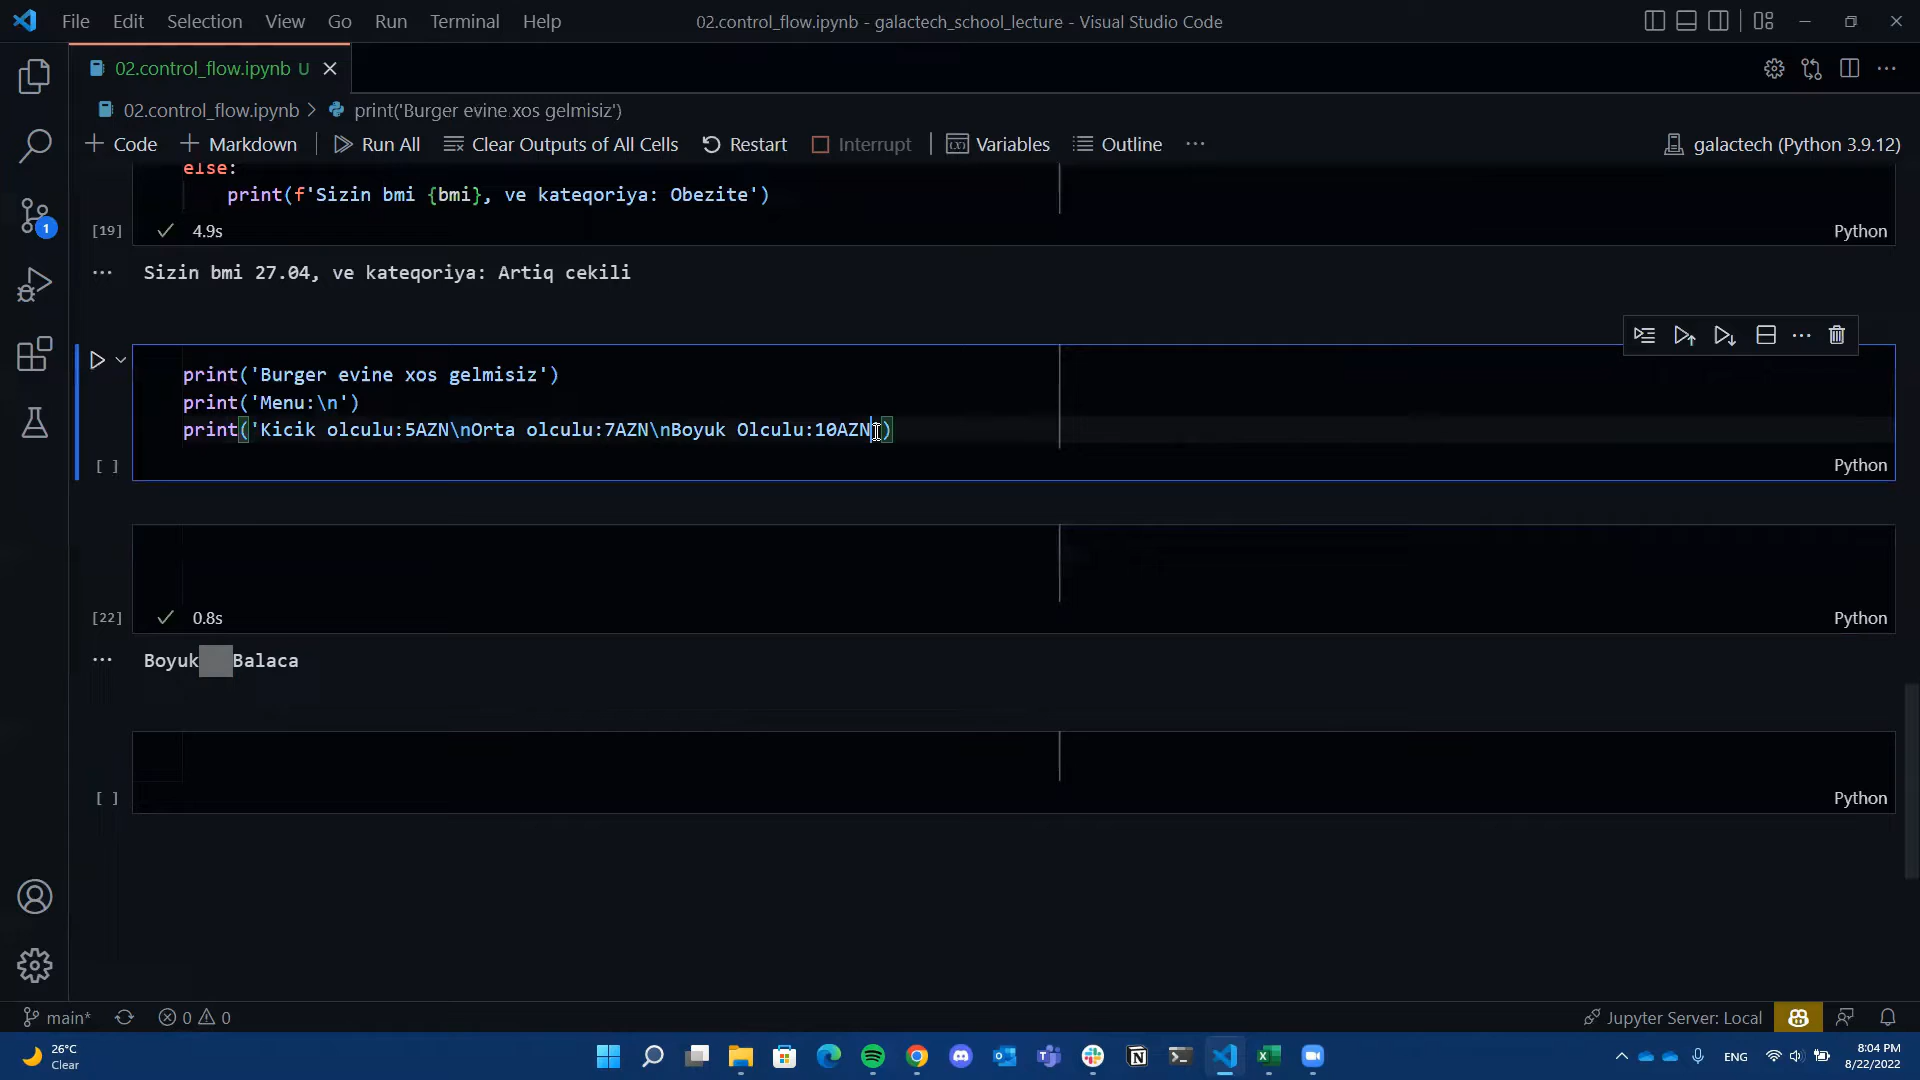 File Edit Selection View Go Run Terminal Help
02.control_flow.ipynb - galactech_school_lecture - Visual Studio Code
02.control_flow.ipynb U
02.control_flow.ipynb > print('Burger evine xos gelmisiz')
Code Markdown Run All Clear Outputs of All Cells Restart Interrupt Variables Outline ... galactech (Python 3.9.12)
else:
print(f'Sizin bmi {bmi}, ve kateqoriya: Obezite')
[19] 4.9s Python
Sizin bmi 27.04, ve kateqoriya: Artiq cekili
print('Burger evine xos gelmisiz')
print('Menu:\n')
print('Kicik olculu:5AZN\nOrta olculu:7AZN\nBoyuk Olculu:10AZN')
[ ] Python
[22] 0.8s Python
Boyuk Balaca
[ ] Python
1
main* 0 0 Jupyter Server: Local
26°C
Clear
ENG
8:04 PM
8/22/2022